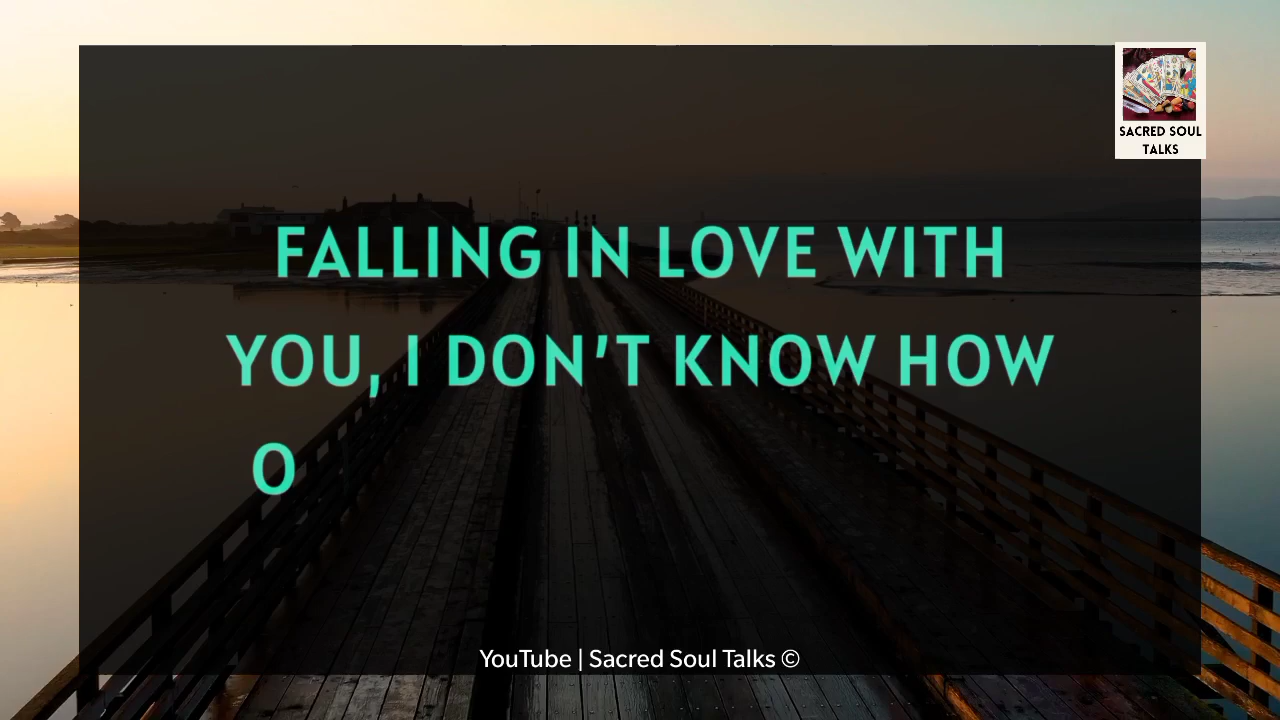 SACRED SOUL
TALKS
FALLING IN LOVE WITH
YOU, I DON'T KNOW HOW
O
YouTube | Sacred Soul Talks ©